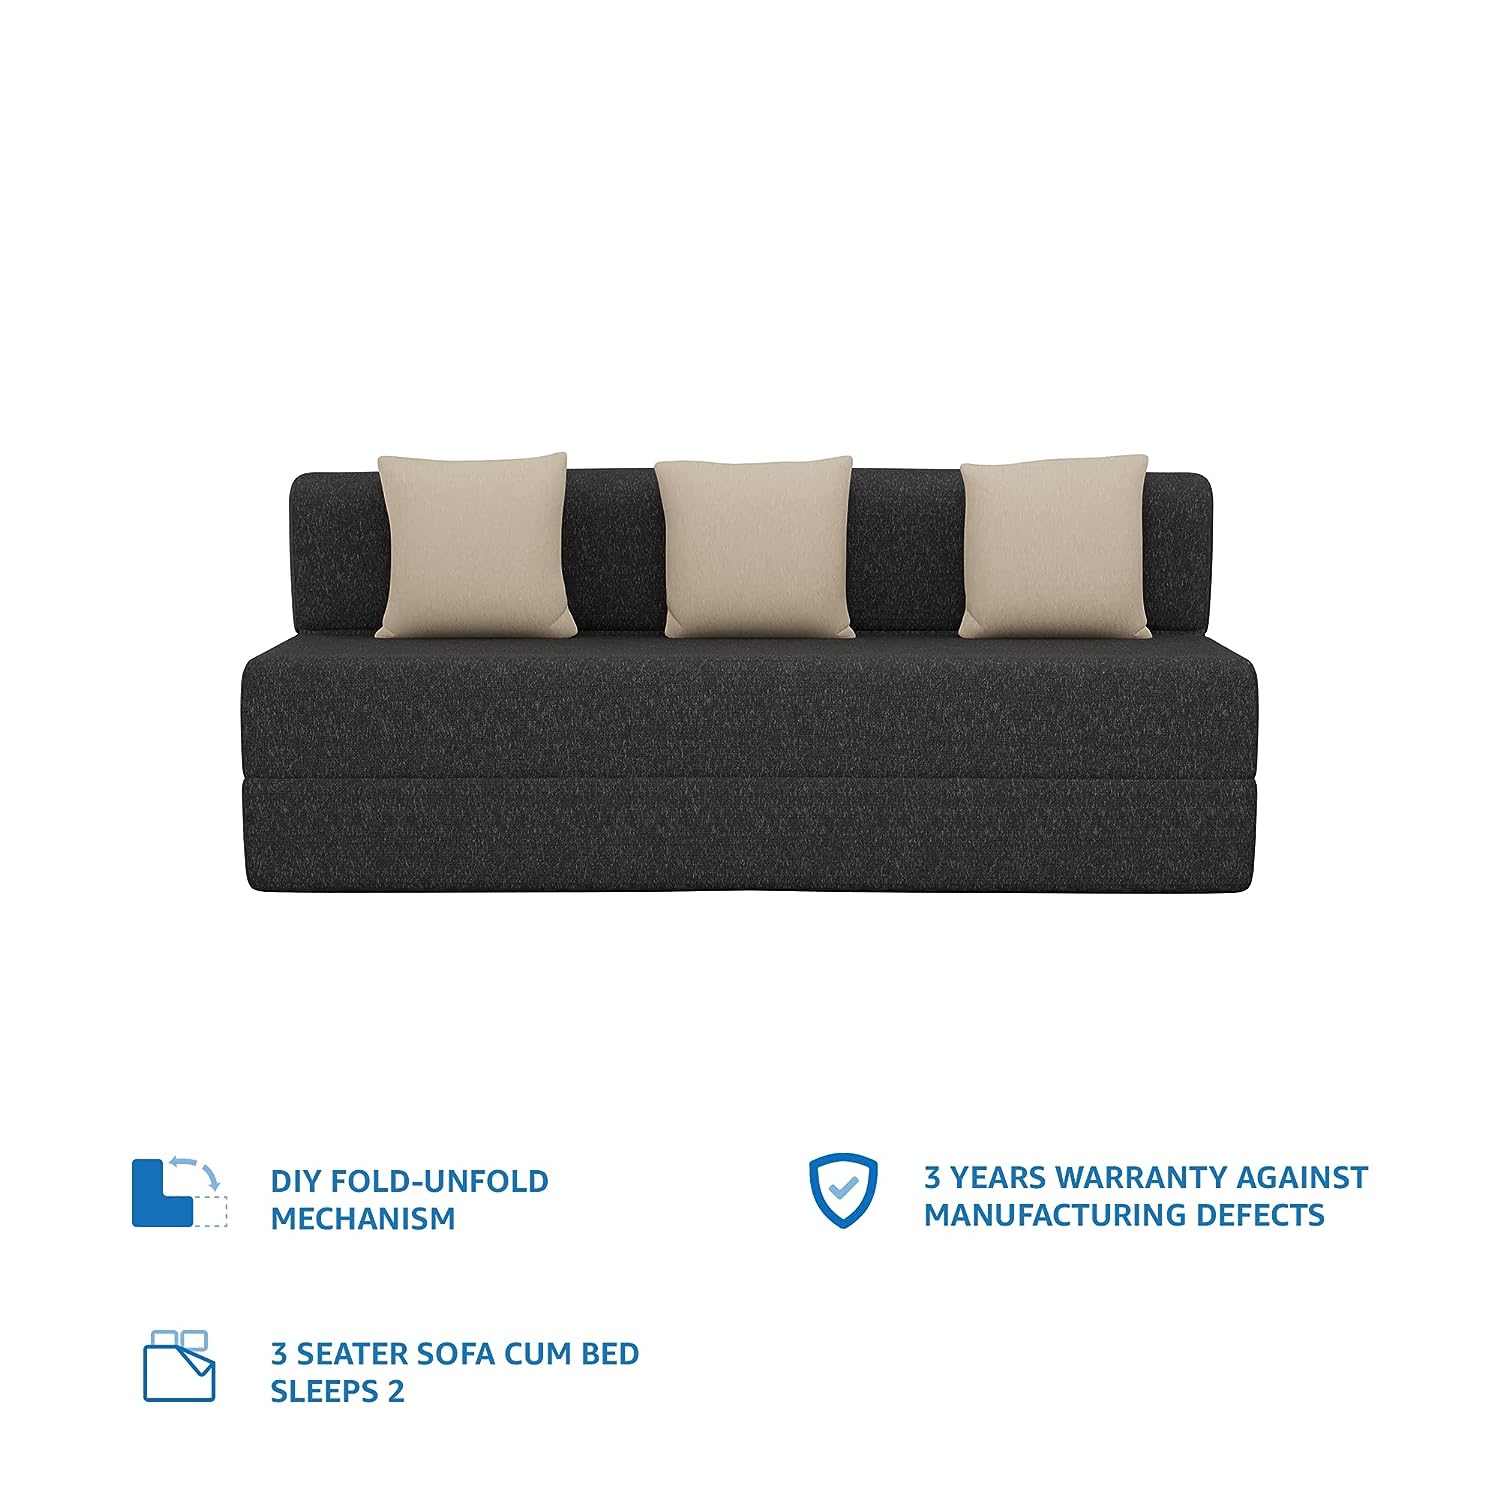 DIY FOLD-UNFOLD
MECHANISM
3 YEARS WARRANTY AGAINST
MANUFACTURING DEFECTS
3 SEATER SOFA CUM BED
SLEEPS 2